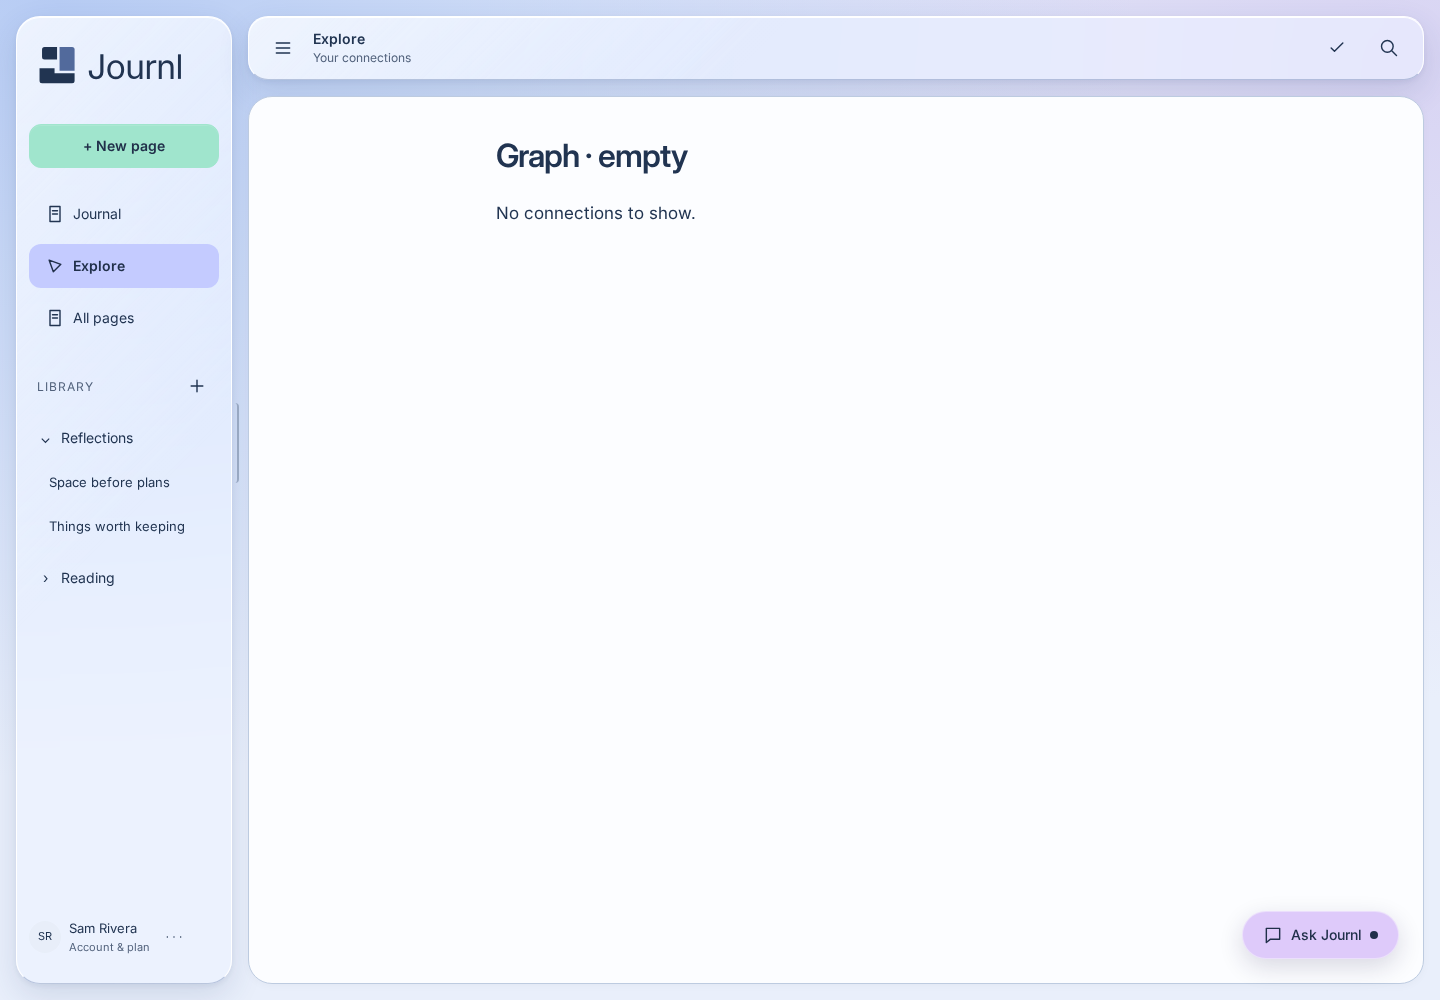 Journl
+ New page
Journal
Explore
All pages
LIBRARY
Reflections
Space before plans
Things worth keeping
Reading
SR
Sam Rivera
Account & plan
Explore
Your connections
Graph · empty
No connections to show.
Ask Journl